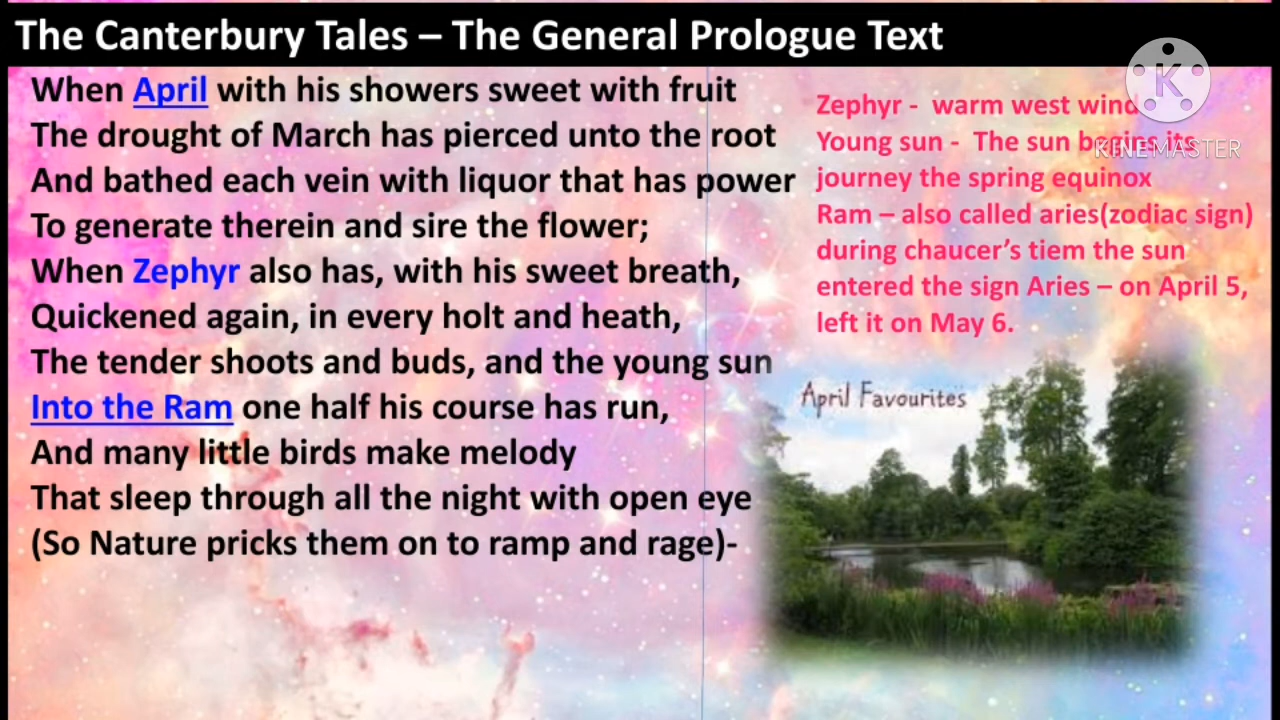 The Canterbury Tales – The General Prologue Text
When April with his showers sweet with fruit
The drought of March has pierced unto the root
And bathed each vein with liquor that has power
To generate therein and sire the flower;
When Zephyr also has, with his sweet breath,
Quickened again, in every holt and heath,
The tender shoots and buds, and the young sun
Into the Ram one half his course has run,
And many little birds make melody
That sleep through all the night with open eye
(So Nature pricks them on to ramp and rage)-
Zephyr - warm west wind
Young sun - The sun begins its
journey the spring equinox
Ram – also called aries(zodiac sign)
during chaucer’s tiem the sun
entered the sign Aries – on April 5,
left it on May 6.
April Favourites
K
KINEMASTER